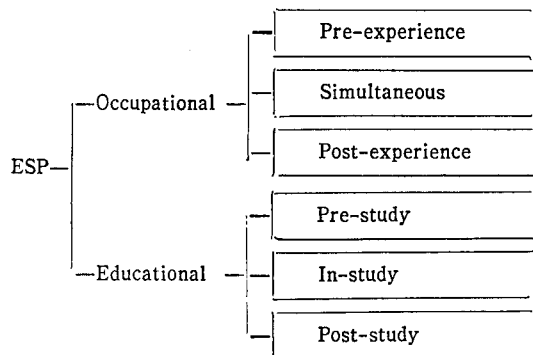 Pre-experience
Occupational
Simultaneous
Post-experience
ESP
Pre-study
Educational
In-study
Post-study